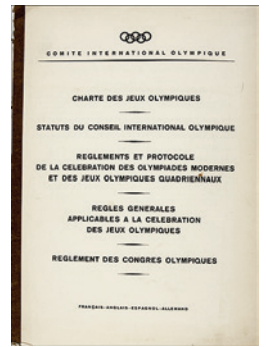 COMITE INTERNATIONAL OLYMPIQUE
CHARTE DES JEUX OLYMPIQUES
STATUTS DU CONSEIL INTERNATIONAL OLYMPIQUE
REGLEMENTS ET PROTOCOLE
DE LA CELEBRATION DES OLYMPIADES MODERNES
ET DES JEUX OLYMPIQUES QUADRIENNAUX
REGLES GENERALES
APPLICABLES A LA CELEBRATION
DES JEUX OLYMPIQUES
REGLEMENT DES CONGRES OLYMPIQUES
FRANÇAIS-ANGLAIS-ESPAGNOL-ALLEMAND